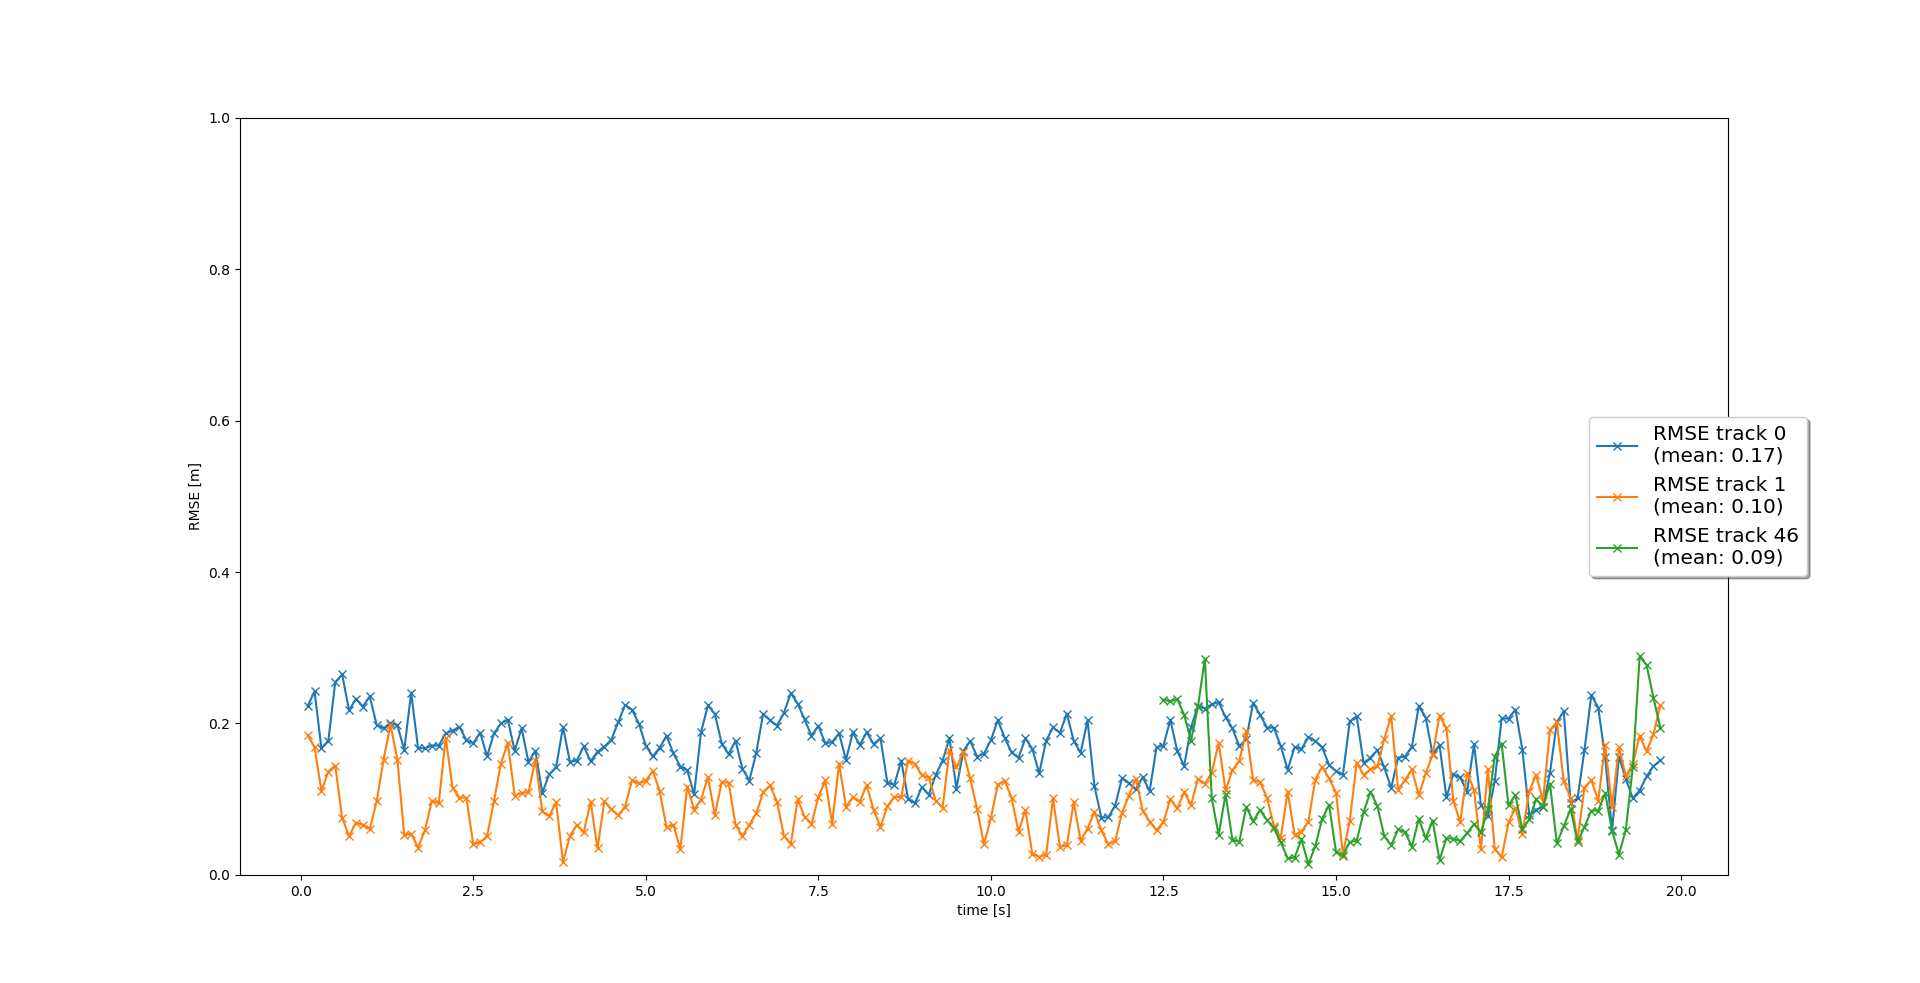 1.0
0.8
0.6
0.4
0.2
0.0
RMSE [m]
0.0 2.5 5.0 7.5 10.0 12.5 15.0 17.5 20.0
time [s]
RMSE track 0
(mean: 0.17)
RMSE track 1
(mean: 0.10)
RMSE track 46
(mean: 0.09)